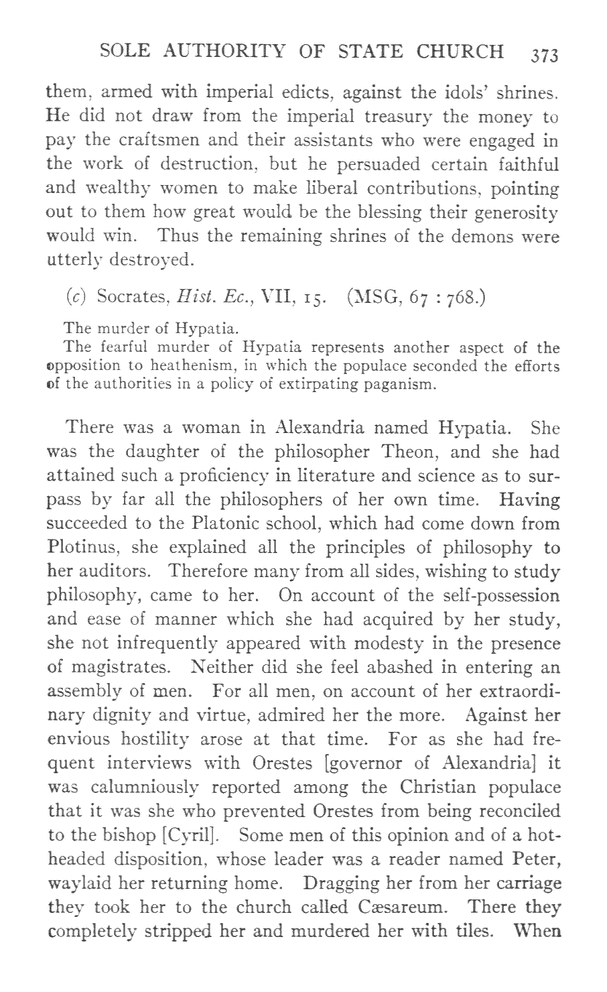 SOLE AUTHORITY OF STATE CHURCH 373
them, armed with imperial edicts, against the idols' shrines.
He did not draw from the imperial treasury the money to
pay the craftsmen and their assistants who were engaged in
the work of destruction, but he persuaded certain faithful
and wealthy women to make liberal contributions, pointing
out to them how great would be the blessing their generosity
would win. Thus the remaining shrines of the demons were
utterly destroyed.
(c) Socrates, Hist. Ec., VII, 15. (MSG, 67 : 768.)
The murder of Hypatia.
The fearful murder of Hypatia represents another aspect of the
opposition to heathenism, in which the populace seconded the efforts
of the authorities in a policy of extirpating paganism.
There was a woman in Alexandria named Hypatia. She
was the daughter of the philosopher Theon, and she had
attained such a proficiency in literature and science as to sur-
pass by far all the philosophers of her own time. Having
succeeded to the Platonic school, which had come down from
Plotinus, she explained all the principles of philosophy to
her auditors. Therefore many from all sides, wishing to study
philosophy, came to her. On account of the self-possession
and ease of manner which she had acquired by her study,
she not infrequently appeared with modesty in the presence
of magistrates. Neither did she feel abashed in entering an
assembly of men. For all men, on account of her extraordi-
nary dignity and virtue, admired her the more. Against her
envious hostility arose at that time. For as she had fre-
quent interviews with Orestes [governor of Alexandria] it
was calumniously reported among the Christian populace
that it was she who prevented Orestes from being reconciled
to the bishop [Cyril]. Some men of this opinion and of a hot-
headed disposition, whose leader was a reader named Peter,
waylaid her returning home. Dragging her from her carriage
they took her to the church called Cæsareum. There they
completely stripped her and murdered her with tiles. When